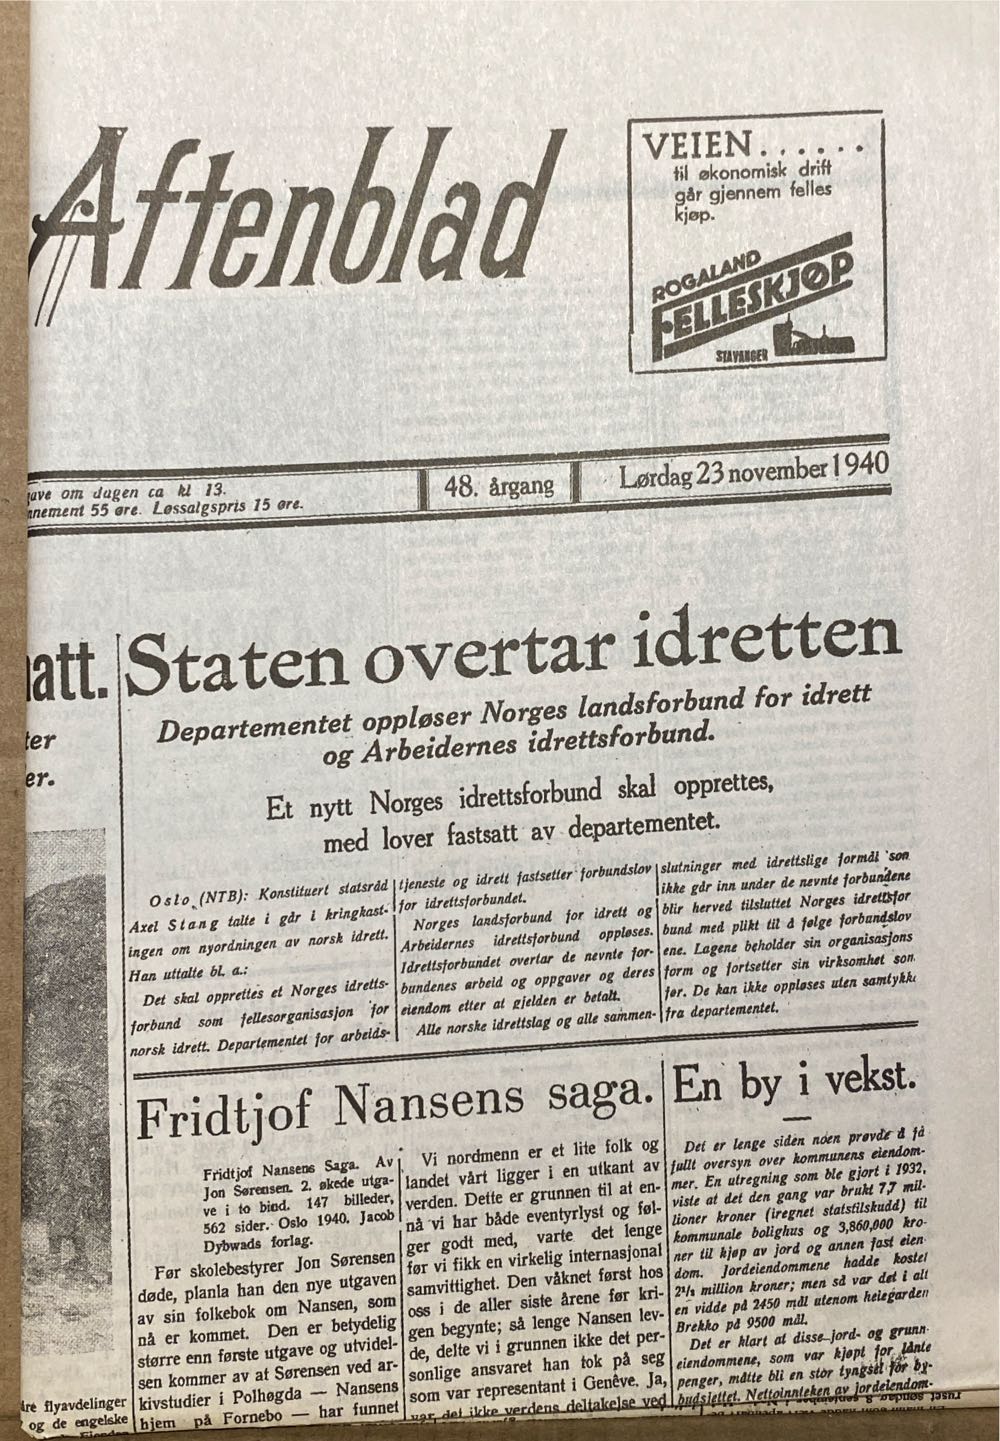 Aftenblad
VEIEN......
til økonomisk drift
går gjennem felles
kjøp.
ROGALAND
FELLESKJØP
STAVANGER
om dagen ca kl 13.
55 øre. Løssalgspris 15 øre.
48. årgang
Lørdag 23 november 1940
att.
er.
Staten overtar idretten
Departementet oppløser Norges landsforbund for idrett
og Arbeidernes idrettsforbund.
Et nytt Norges idrettsforbund skal opprettes,
med lover fastsatt av departementet.
Oslo (NTB): Konstituert statsråd
Axel Stang talte i går i kringkast-
ingen om nyordningen av norsk idrett.
Han uttalte bl. a.:
Det skal opprettes et Norges idretts-
forbund som fellesorganisasjon for
norsk idrett. Departementet for arbeids-
tjeneste og idrett fastsetter forbundslov
for idrettsforbundet.
Norges landsforbund for idrett og
Arbeidernes idrettsforbund oppløses.
Idrettsforbundet overtar de nevnte for-
bundenes arbeid og oppgaver og deres
eiendom etter at gjelden er betalt.
Alle norske idrettslag og alle sammen-
slutninger med idrettslige formål som
ikke går inn under de nevnte forbundene
blir herved tilsluttet Norges idrettsfor
bund med plikt til å følge forbandslov
ene. Lagene beholder sin organisasjons
form og fortsetter sin virksomhet som
før. De kan ikke oppløses uten samtykke
fra departementet.
Fridtjof Nansens saga.
Fridtjof Nansens Saga. Av
Jon Sørensen. 2. økede utga-
ve i to bind. 147 billeder,
562 sider. Oslo 1940. Jacob
Dybwads forlag.
Før skolebestyrer Jon Sørensen
døde, planla han den nye utgaven
av sin folkebok om Nansen, som
nå er kommet. Den er betydelig
større enn første utgave og utvidel-
sen kommer av at Sørensen ved ar-
kivstudier i Polhøgda — Nansens
hjem på Fornebo — har funnet
Vi nordmenn er et lite folk og
landet vårt ligger i en utkant av
verden. Dette er grunnen til at en-
nå vi har både eventyrlyst og føl-
ger godt med, varte det lenge
før vi fikk en virkelig internasjonal
samvittighet. Den våknet først hos
oss i de aller siste årene før kri-
gen begynte; så lenge Nansen lev-
de, delte vi i grunnen ikke det per-
sonlige ansvaret han tok på seg
som var representant i Genêve. Ja,
var det ikke verdens deltakelse ved
En by i vekst.
Det er lenge siden noen prøvde å få
fullt oversyn over kommunens eiendom-
mer. En utregning som ble gjort i 1932,
viste at det den gang var brukt 7,7 mil-
lioner kroner (iregnet statstilskudd) til
kommunale bolighus og 3,860,000 kro-
ner til kjøp av jord og annen fast eien
dom. Jordeiendommene hadde kostet
million kroner; men så var det i alt
en vidde på 2450 mål utenom heiegarden
Brekko på 9500 mål.
Det er klart at disse jord- og grunn-
eiendommene, som var kjøpt for lånte
penger, måtte bli en stor tyngsel for by-
budsjettet. Nettoinnteken av jordeiendom-
flyavdelinger
og de engelske